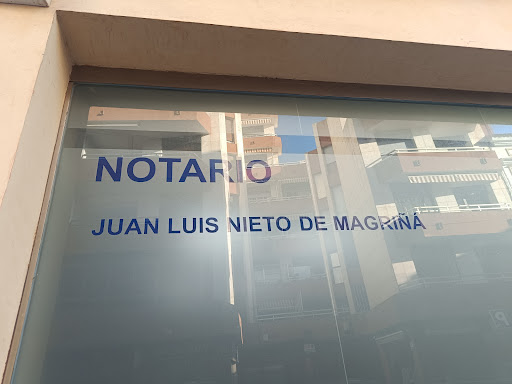 NOTARIO
JUAN LUIS NIETO DE MAGRIÑÁ